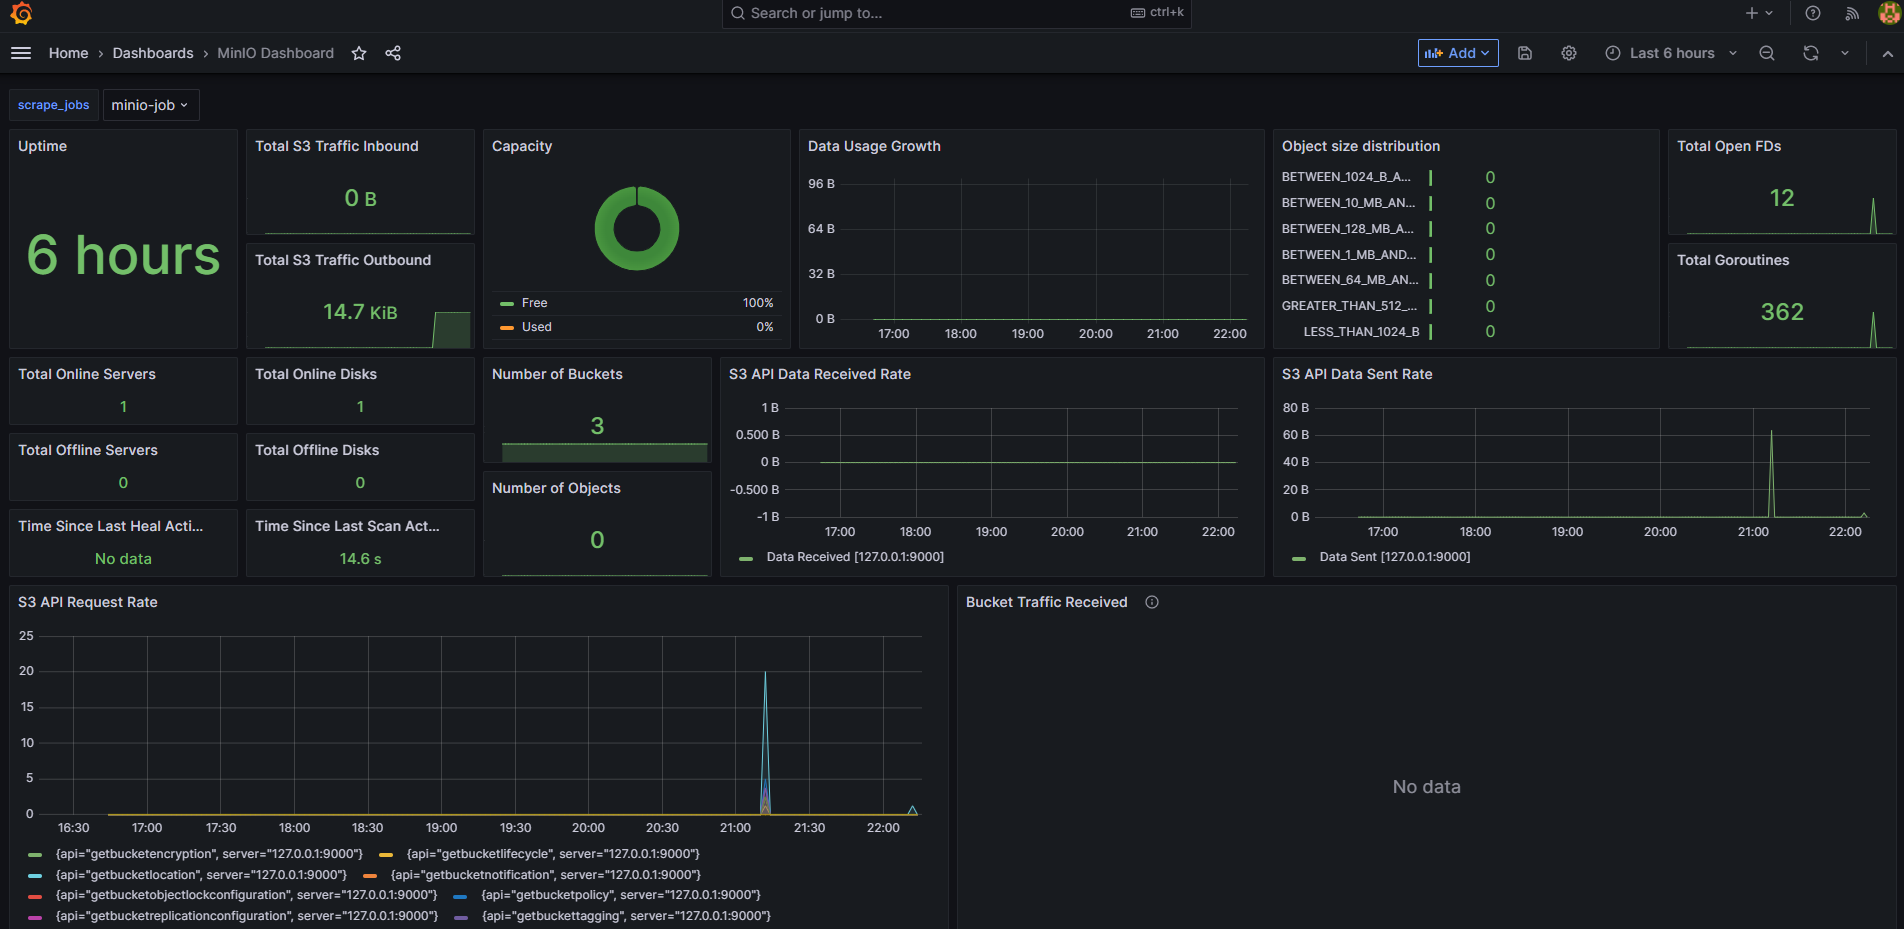 Search or jump to...
ctrl+k
Home › Dashboards › MinIO Dashboard
Add
Last 6 hours
scrape_jobs
minio-job
Uptime
6 hours
Total S3 Traffic Inbound
0 B
Total S3 Traffic Outbound
14.7 KiB
Capacity
Free 100%
Used 0%
Data Usage Growth
96 B
64 B
32 B
0 B
17:00 18:00 19:00 20:00 21:00 22:00
Object size distribution
BETWEEN_1024_B_A... 0
BETWEEN_10_MB_AN... 0
BETWEEN_128_MB_A... 0
BETWEEN_1_MB_AND... 0
BETWEEN_64_MB_AN... 0
GREATER_THAN_512_... 0
LESS_THAN_1024_B 0
Total Open FDs
12
Total Goroutines
362
Total Online Servers
1
Total Online Disks
1
Total Offline Servers
0
Total Offline Disks
0
Time Since Last Heal Acti...
No data
Time Since Last Scan Act...
14.6 s
Number of Buckets
3
Number of Objects
0
S3 API Data Received Rate
1 B
0.500 B
0 B
-0.500 B
-1 B
17:00 18:00 19:00 20:00 21:00 22:00
Data Received [127.0.0.1:9000]
S3 API Data Sent Rate
80 B
60 B
40 B
20 B
0 B
17:00 18:00 19:00 20:00 21:00 22:00
Data Sent [127.0.0.1:9000]
S3 API Request Rate
25
20
15
10
5
0
16:30 17:00 17:30 18:00 18:30 19:00 19:30 20:00 20:30 21:00 21:30 22:00
{api="getbucketencryption", server="127.0.0.1:9000"} {api="getbucketlifecycle", server="127.0.0.1:9000"}
{api="getbucketlocation", server="127.0.0.1:9000"} {api="getbucketnotification", server="127.0.0.1:9000"}
{api="getbucketobjectlockconfiguration", server="127.0.0.1:9000"} {api="getbucketpolicy", server="127.0.0.1:9000"}
{api="getbucketreplicationconfiguration", server="127.0.0.1:9000"} {api="getbuckettagging", server="127.0.0.1:9000"}
Bucket Traffic Received
No data